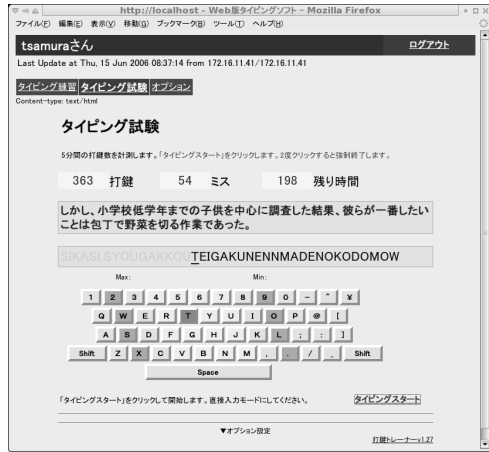 http://localhost - Web版タイピングソフト - Mozilla Firefox
ファイル(F) 編集(E) 表示(V) 移動(G) ブックマーク(B) ツール(T) ヘルプ(H)
tsamuraさん ログアウト
Last Update at Thu, 15 Jun 2006 08:37:14 from 172.16.11.41/172.16.11.41
タイピング練習 タイピング試験 オプション
Content-type: text/html
タイピング試験
5分間の打鍵数を計測します。「タイピングスタート」をクリックします。2度クリックすると強制終了します。
363 打鍵 54 ミス 198 残り時間
しかし、小学校低学年までの子供を中心に調査した結果、彼らが一番したい
ことは包丁で野菜を切る作業であった。
SIKASI,SYOUGAKKOUTEIGAKUNENNMADENOKODOMOW
Max: Min:
1 2 3 4 5 6 7 8 9 0 - ^ ¥
Q W E R T Y U I O P @ [
A S D F G H J K L ; : ]
Shift Z X C V B N M , . / _ Shift
Space
「タイピングスタート」をクリックして開始します。直接入力モードにしてください。 タイピングスタート
▼オプション設定
打鍵トレーナーv1.27